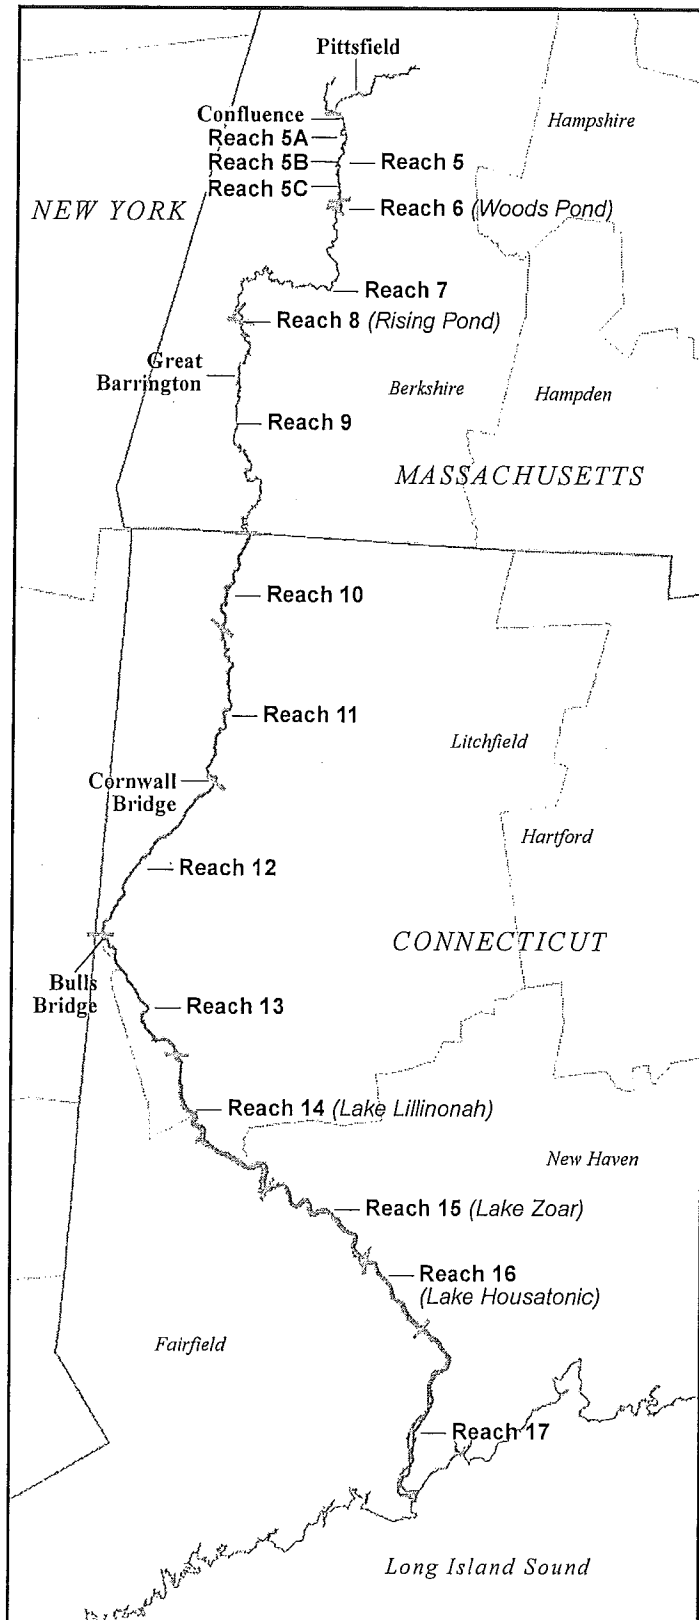 Pittsfield
Confluence
Hampshire
Reach 5A
Reach 5B
Reach 5
Reach 5C
NEW YORK
Reach 6 (Woods Pond)
Reach 7
Reach 8 (Rising Pond)
Great
Barrington
Berkshire
Hampden
Reach 9
MASSACHUSETTS
Reach 10
Reach 11
Litchfield
Cornwall
Bridge
Hartford
Reach 12
CONNECTICUT
Bulls
Bridge
Reach 13
Reach 14 (Lake Lillinonah)
New Haven
Reach 15 (Lake Zoar)
Reach 16
(Lake Housatonic)
Fairfield
Reach 17
Long Island Sound